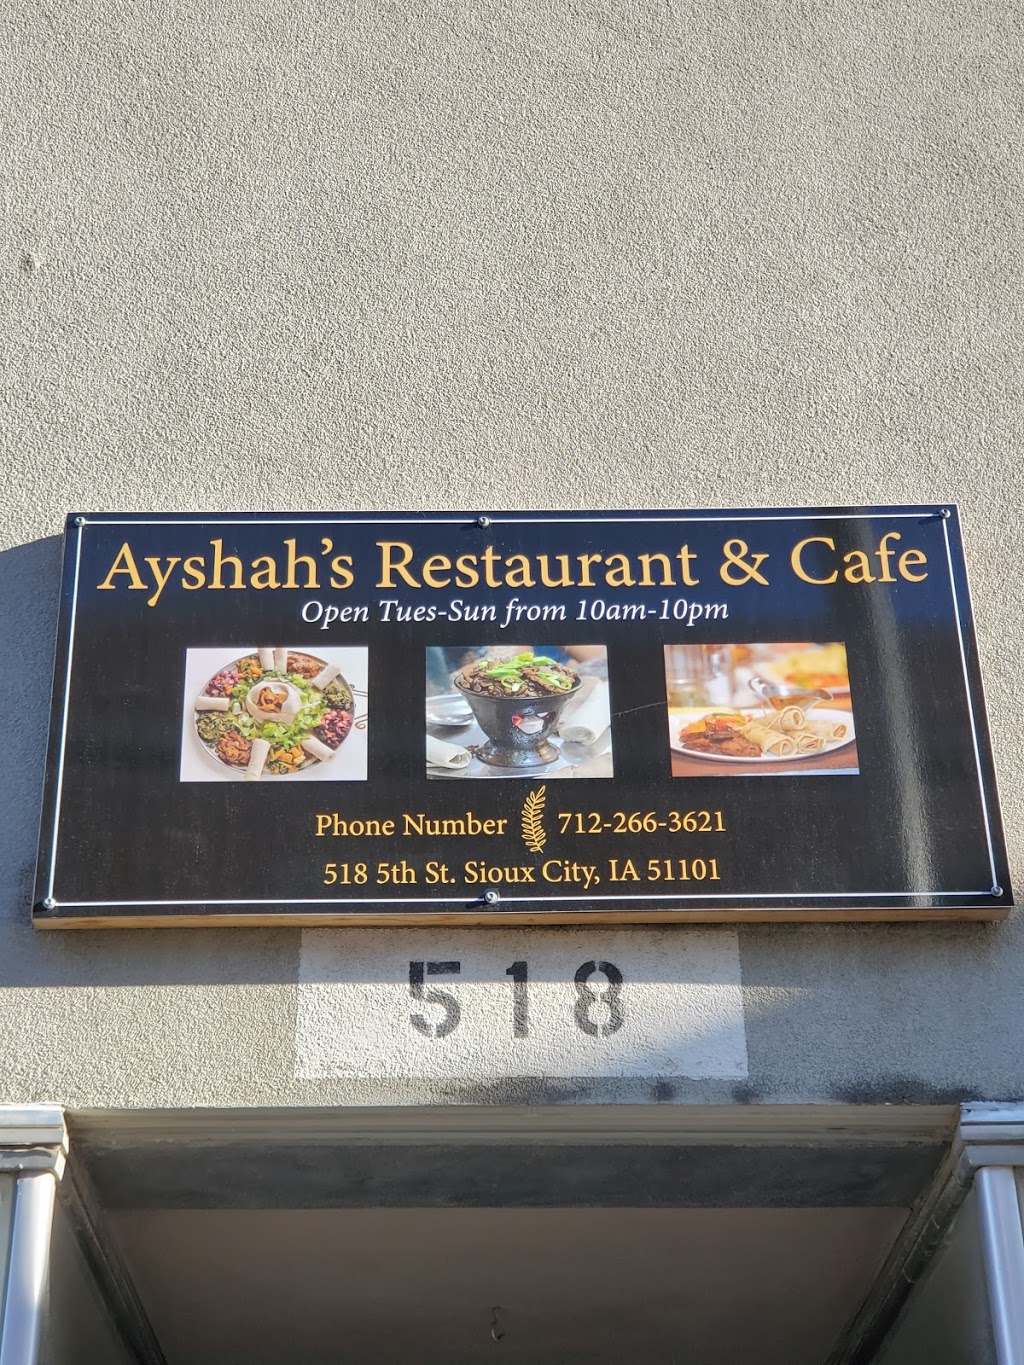 Ayshah's Restaurant & Cafe
Open Tues-Sun from 10am-10pm
Phone Number 712-266-3621
518 5th St. Sioux City, IA 51101
518